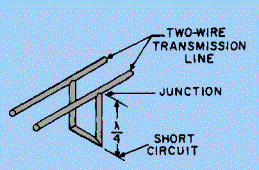 TWO-WIRE
TRANSMISSION
LINE
JUNCTION
λ
4
SHORT
CIRCUIT